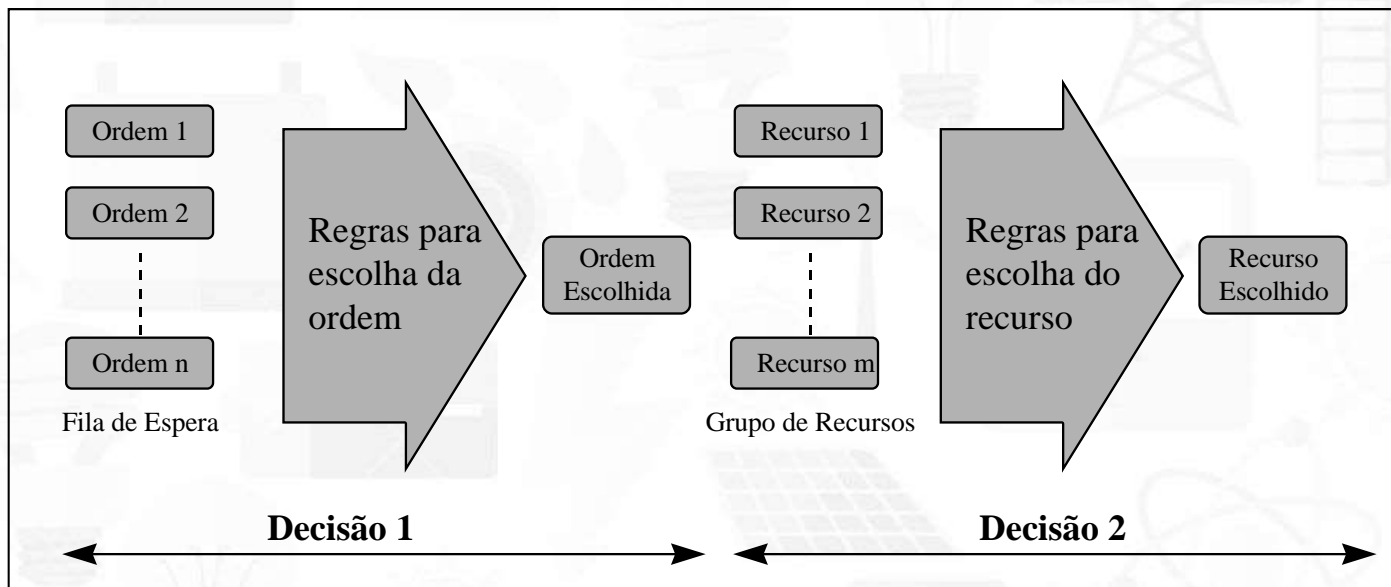 Ordem 1
Ordem 2
Ordem n
Fila de Espera
Regras para
escolha da
ordem
Ordem
Escolhida
Decisão 1
Recurso 1
Recurso 2
Recurso m
Grupo de Recursos
Regras para
escolha do
recurso
Recurso
Escolhido
Decisão 2